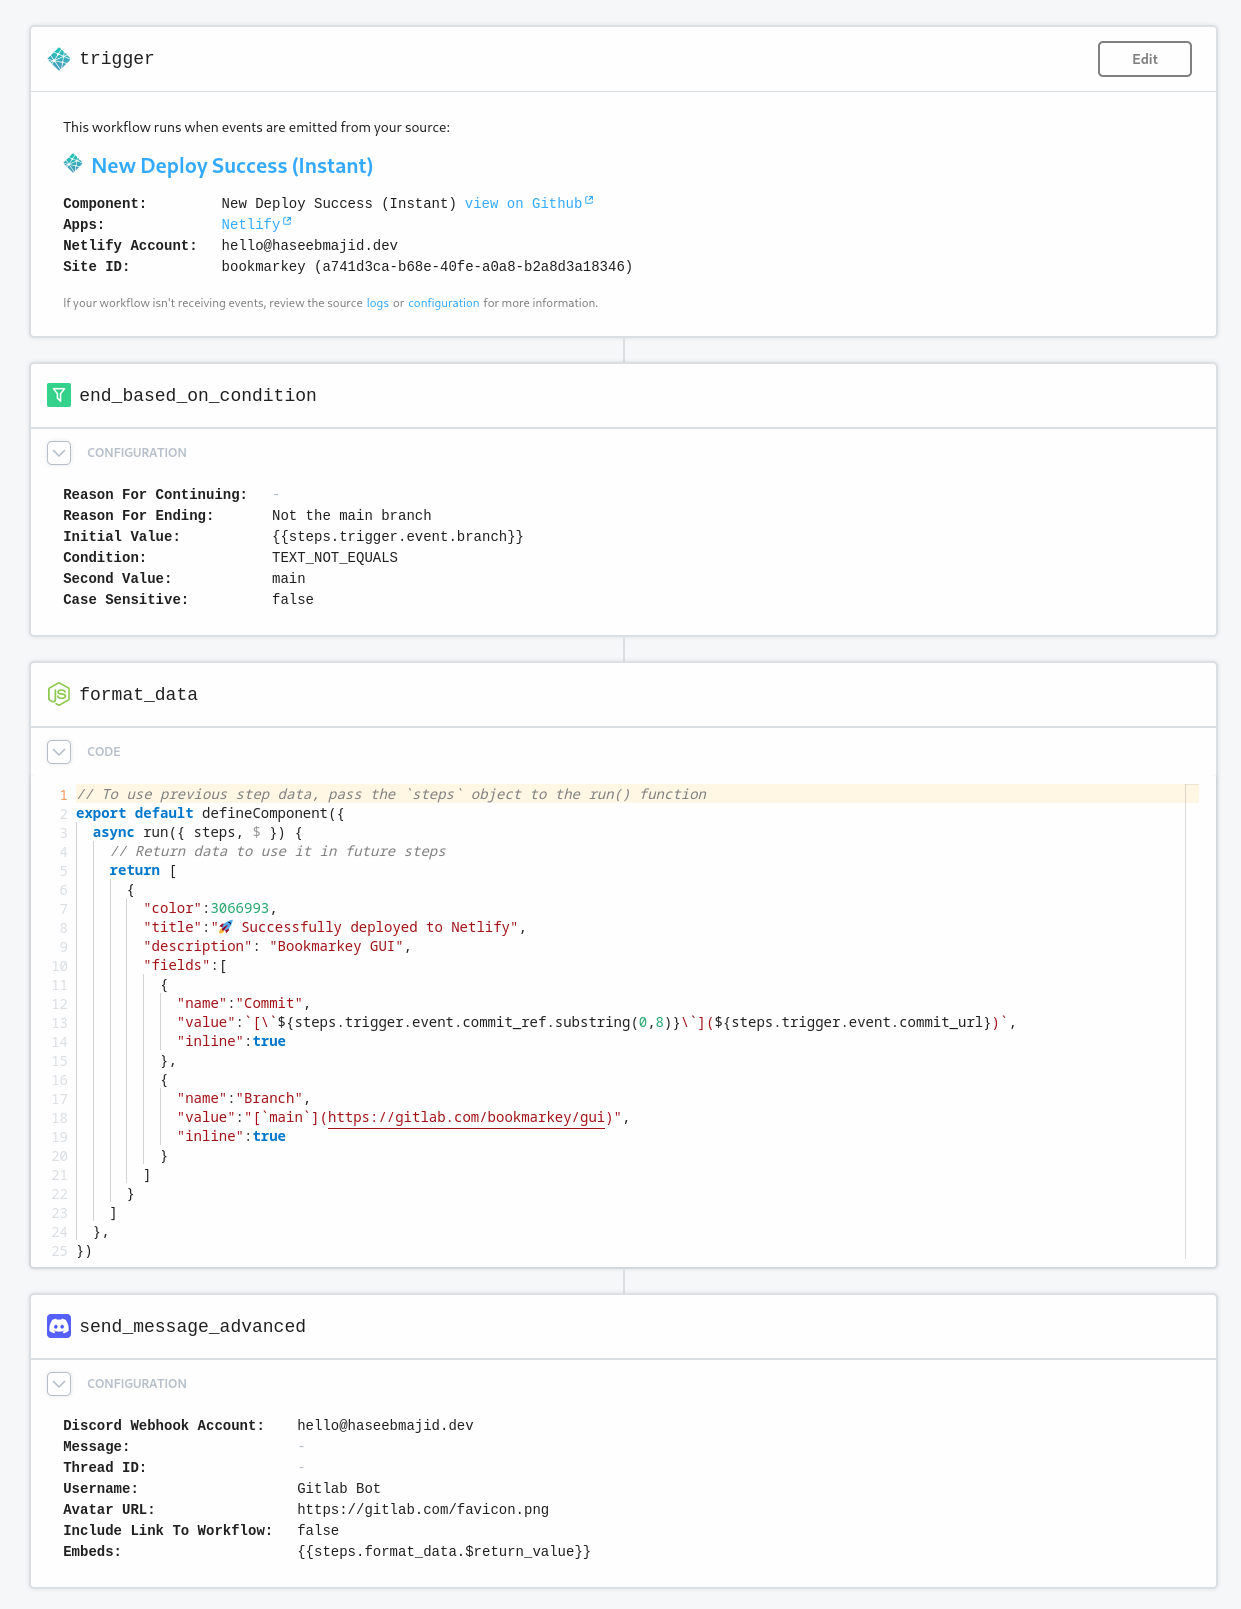 trigger
Edit
This workflow runs when events are emitted from your source:
New Deploy Success (Instant)
Component: New Deploy Success (Instant) view on Github
Apps: Netlify
Netlify Account: hello@haseebmajid.dev
Site ID: bookmarkey (a741d3ca-b68e-40fe-a0a8-b2a8d3a18346)
If your workflow isn't receiving events, review the source logs or configuration for more information.
end_based_on_condition
CONFIGURATION
Reason For Continuing: -
Reason For Ending: Not the main branch
Initial Value: {{steps.trigger.event.branch}}
Condition: TEXT_NOT_EQUALS
Second Value: main
Case Sensitive: false
format_data
CODE
1 // To use previous step data, pass the `steps` object to the run() function
2 export default defineComponent({
3   async run({ steps, $ }) {
4     // Return data to use it in future steps
5     return [
6       {
7         "color":3066993,
8         "title":"🚀 Successfully deployed to Netlify",
9         "description": "Bookmarkey GUI",
10         "fields":[
11           {
12             "name":"Commit",
13             "value":`[\`${steps.trigger.event.commit_ref.substring(0,8)}\`](${steps.trigger.event.commit_url})`,
14             "inline":true
15           },
16           {
17             "name":"Branch",
18             "value":"[`main`](https://gitlab.com/bookmarkey/gui)",
19             "inline":true
20           }
21         ]
22       }
23     ]
24   },
25 })
send_message_advanced
CONFIGURATION
Discord Webhook Account: hello@haseebmajid.dev
Message: -
Thread ID: -
Username: Gitlab Bot
Avatar URL: https://gitlab.com/favicon.png
Include Link To Workflow: false
Embeds: {{steps.format_data.$return_value}}